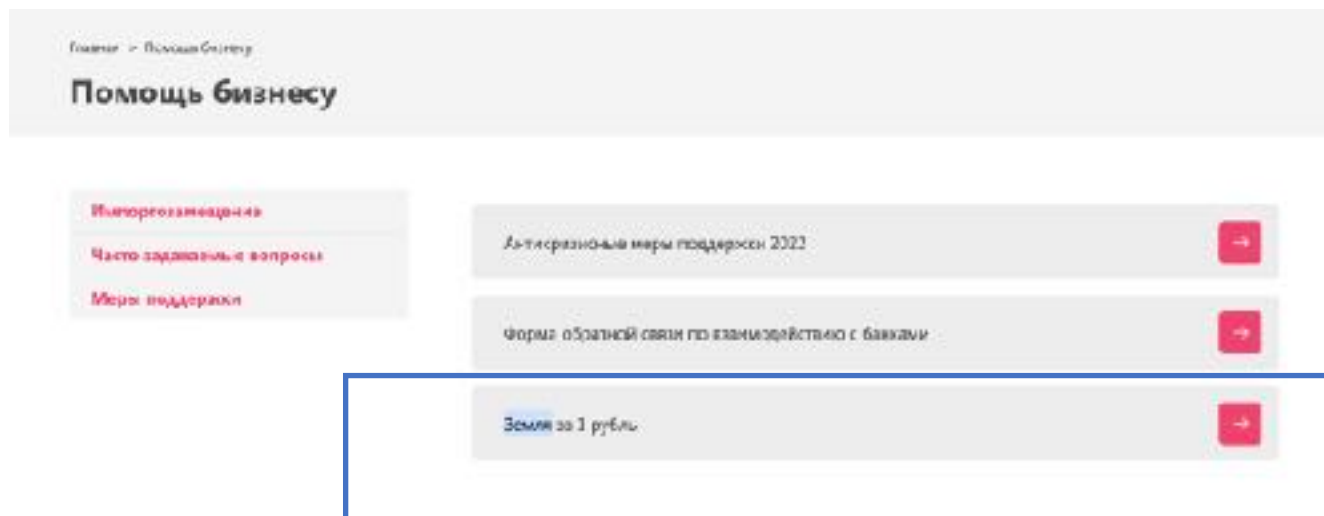 Главная > Помощь бизнесу
Помощь бизнесу
Импортозамещение
Часто задаваемые вопросы
Меры поддержки
Антикризисные меры поддержки 2022
Форма обратной связи по взаимодействию с банками
Земля за 1 рубль